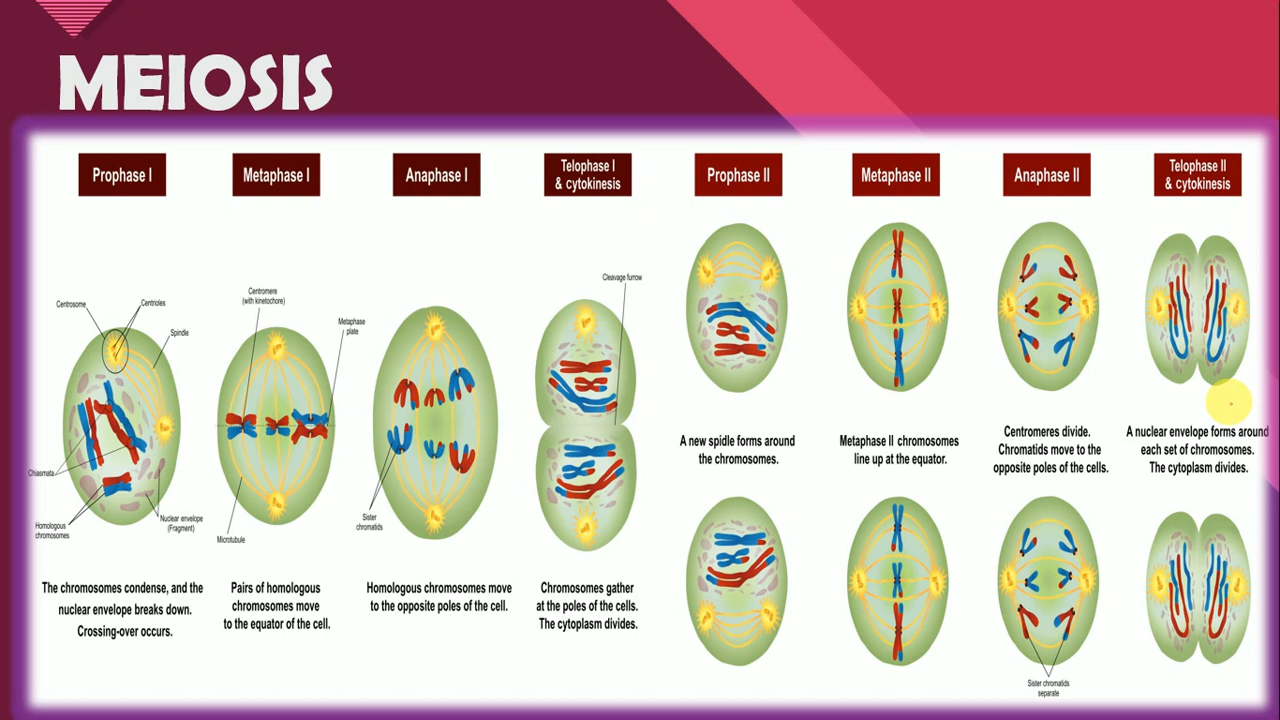 MEIOSIS
Prophase I
Metaphase I
Anaphase I
Telophase I
& cytokinesis
Prophase II
Metaphase II
Anaphase II
Telophase II
& cytokinesis
Centrosome
Centrioles
Spindle
Chiasmata
Homologous
chromosomes
Nuclear envelope
(Fragment)
The chromosomes condense, and the
nuclear envelope breaks down.
Crossing-over occurs.
Centromere
(with kinetochore)
Metaphase
plate
Microtubule
Pairs of homologous
chromosomes move
to the equator of the cell.
Sister
chromatids
Homologous chromosomes move
to the opposite poles of the cell.
Cleavage furrow
Chromosomes gather
at the poles of the cells.
The cytoplasm divides.
A new spidle forms around
the chromosomes.
Metaphase II chromosomes
line up at the equator.
Centromeres divide.
Chromatids move to the
opposite poles of the cells.
Sister chromatids
separate
A nuclear envelope forms around
each set of chromosomes.
The cytoplasm divides.